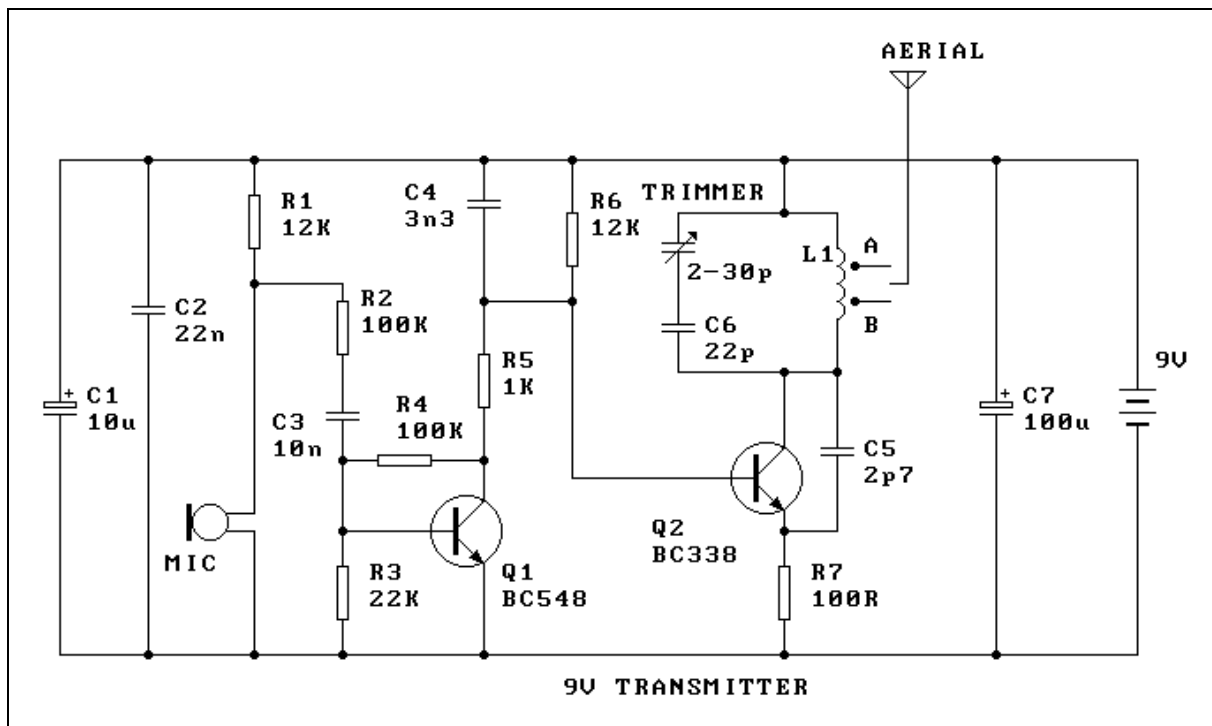 AERIAL
R1
12K
C4
3n3
R6
12K
TRIMMER
2-30p
L1
A
B
C2
22n
R2
100K
C6
22p
R5
1K
9V
+
C1
10u
C3
10n
R4
100K
+
C7
100u
C5
2p7
MIC
Q2
BC338
R3
22K
Q1
BC548
R7
100R
9V TRANSMITTER